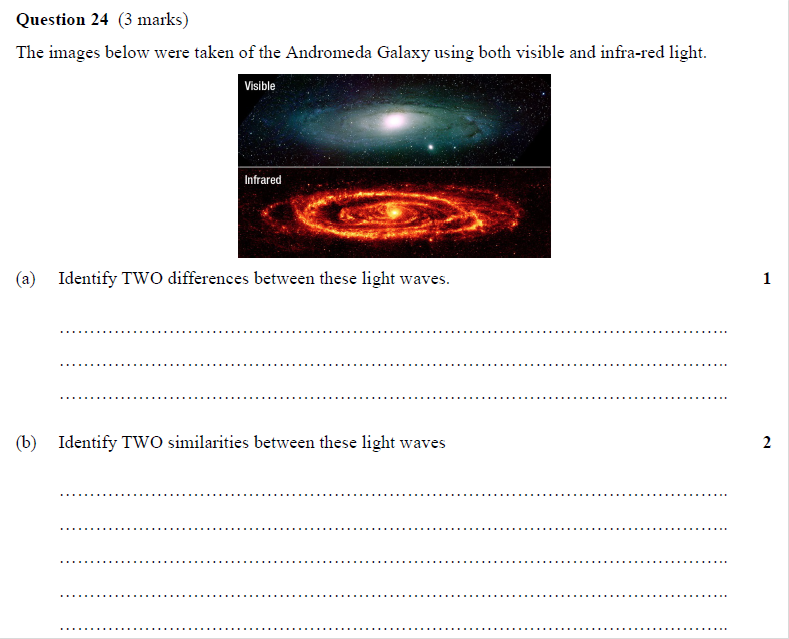 Question 24 (3 marks)
The images below were taken of the Andromeda Galaxy using both visible and infra-red light.
Visible
Infrared
(a) Identify TWO differences between these light waves. 1
(b) Identify TWO similarities between these light waves 2